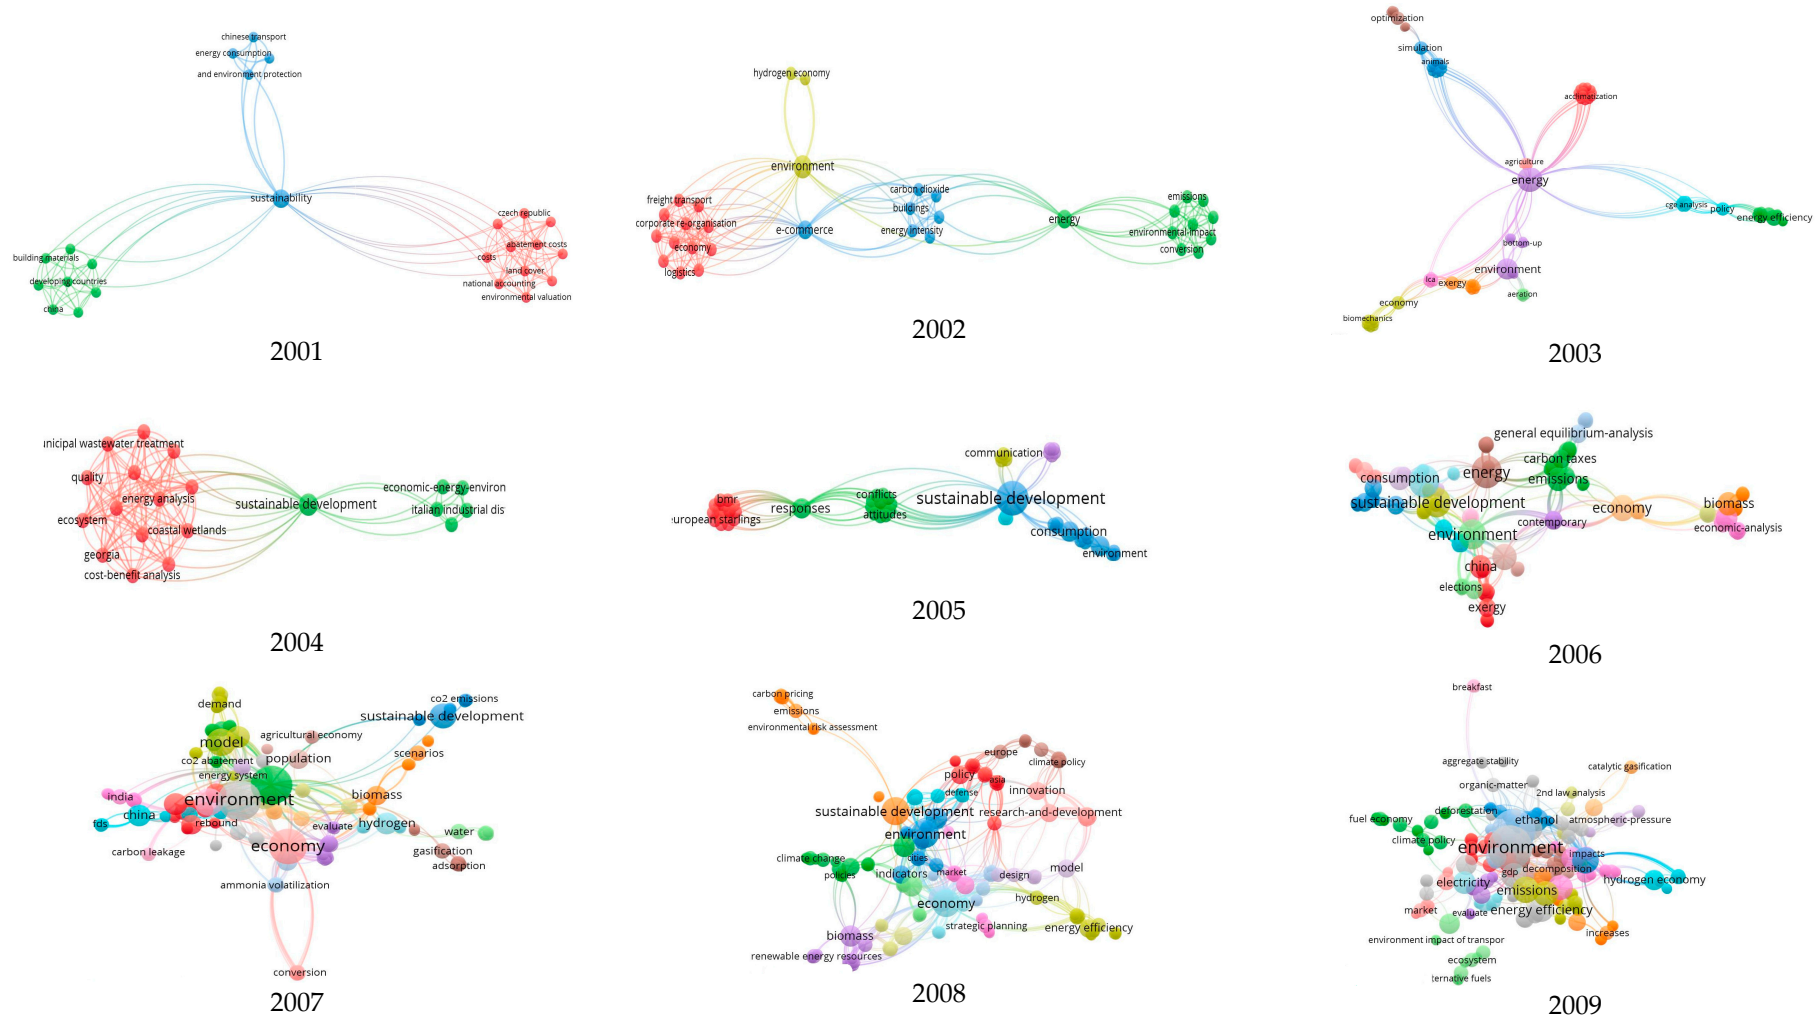 chinese transport
energy consumption
and environment protection
sustainability
czech republic
abatement costs
costs
land cover
national accounting
environmental valuation
building materials
developing countries
china
2001
hydrogen economy
environment
freight transport
corporate re-organisation
economy
logistics
e-commerce
carbon dioxide
buildings
energy intensity
energy
emissions
environmental-impact
conversion
2002
optimization
simulation
animals
acclimatization
agriculture
energy
cge analysis
policy
energy efficiency
bottom-up
environment
lca
exergy
aeration
economy
biomechanics
2003
unicipal wastewater treatment
quality
energy analysis
ecosystem
coastal wetlands
georgia
cost-benefit analysis
sustainable development
economic-energy-environ
italian industrial dis
2004
communication
bmr
european starlings
responses
conflicts
attitudes
sustainable development
consumption
environment
2005
general equilibrium-analysis
carbon taxes
energy
emissions
consumption
sustainable development
contemporary
economy
biomass
economic-analysis
environment
china
elections
exergy
2006
demand
co2 emissions
sustainable development
model
agricultural economy
co2 abatement
population
scenarios
energy system
india
environment
biomass
china
fds
rebound
evaluate
hydrogen
water
carbon leakage
economy
gasification
adsorption
ammonia volatilization
conversion
2007
carbon pricing
emissions
environmental risk assessment
europe
climate policy
policy
asia
defense
innovation
sustainable development
research-and-development
environment
climate change
cities
policies
indicators
market
design
model
economy
hydrogen
strategic planning
energy efficiency
biomass
renewable energy resources
2008
breakfast
aggregate stability
catalytic gasification
organic-matter
2nd law analysis
deforestation
fuel economy
ethanol
atmospheric-pressure
climate policy
environment
impacts
gdp
decomposition
electricity
emissions
hydrogen economy
market
evaluate
energy efficiency
increases
environment impact of transpor
ecosystem
ternative fuels
2009